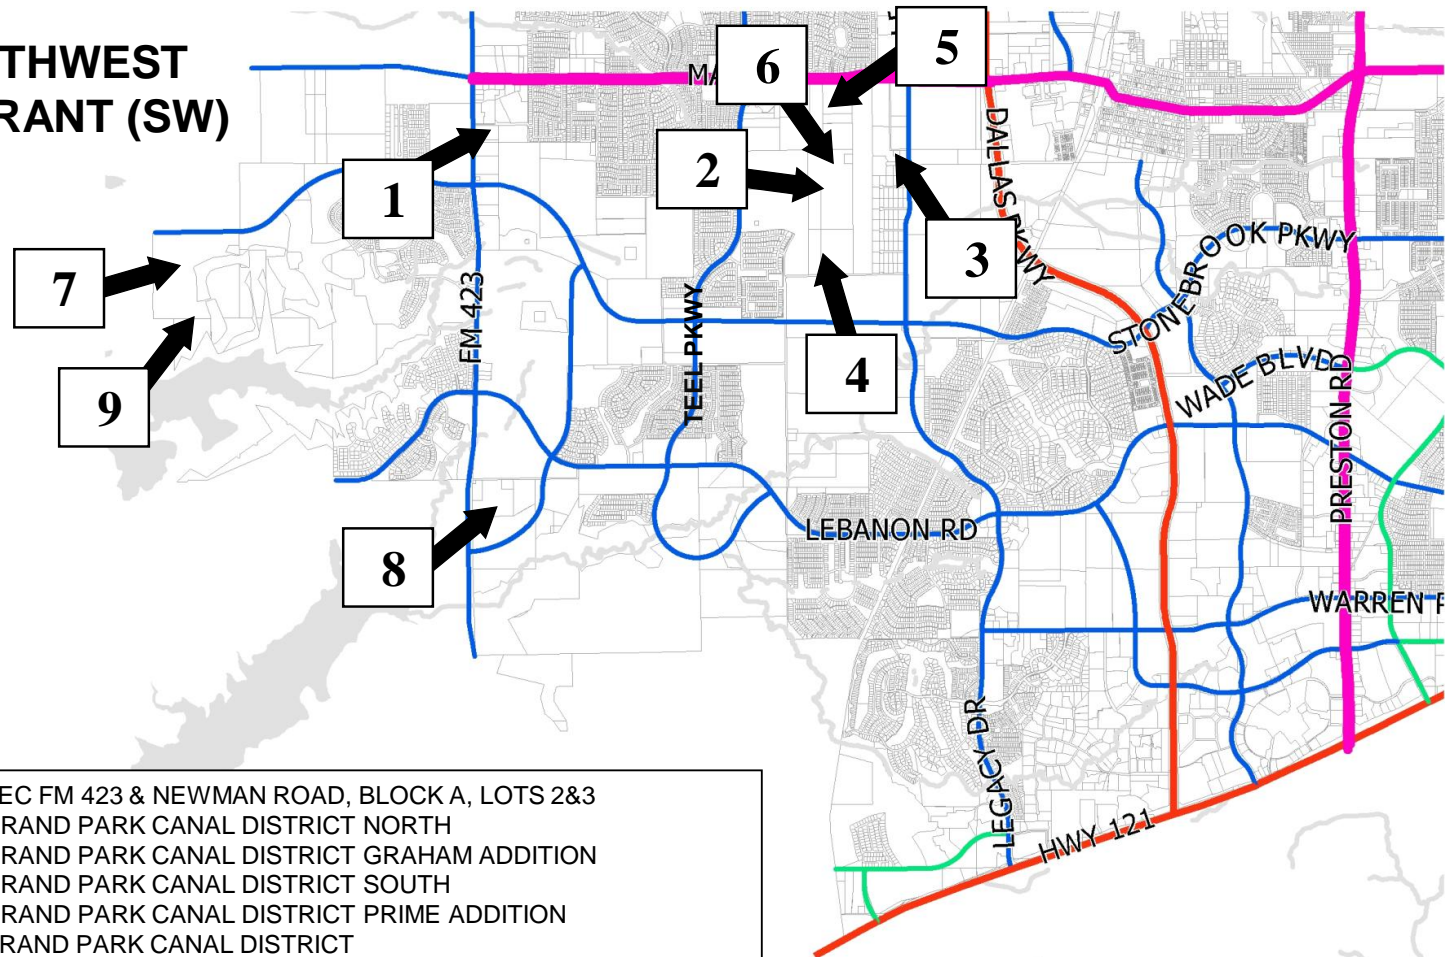 THWEST
RANT (SW)
6
5
MA
1
2
3
DALLAS PKWY
7
FM 423
TEEL PKWY
STONEBROOK PKWY
4
9
WADE BLVD
PRESTON RD
LEBANON RD
8
WARREN
LEGACY DR
HWY 121
EC FM 423 & NEWMAN ROAD, BLOCK A, LOTS 2&3
RAND PARK CANAL DISTRICT NORTH
RAND PARK CANAL DISTRICT GRAHAM ADDITION
RAND PARK CANAL DISTRICT SOUTH
RAND PARK CANAL DISTRICT PRIME ADDITION
RAND PARK CANAL DISTRICT